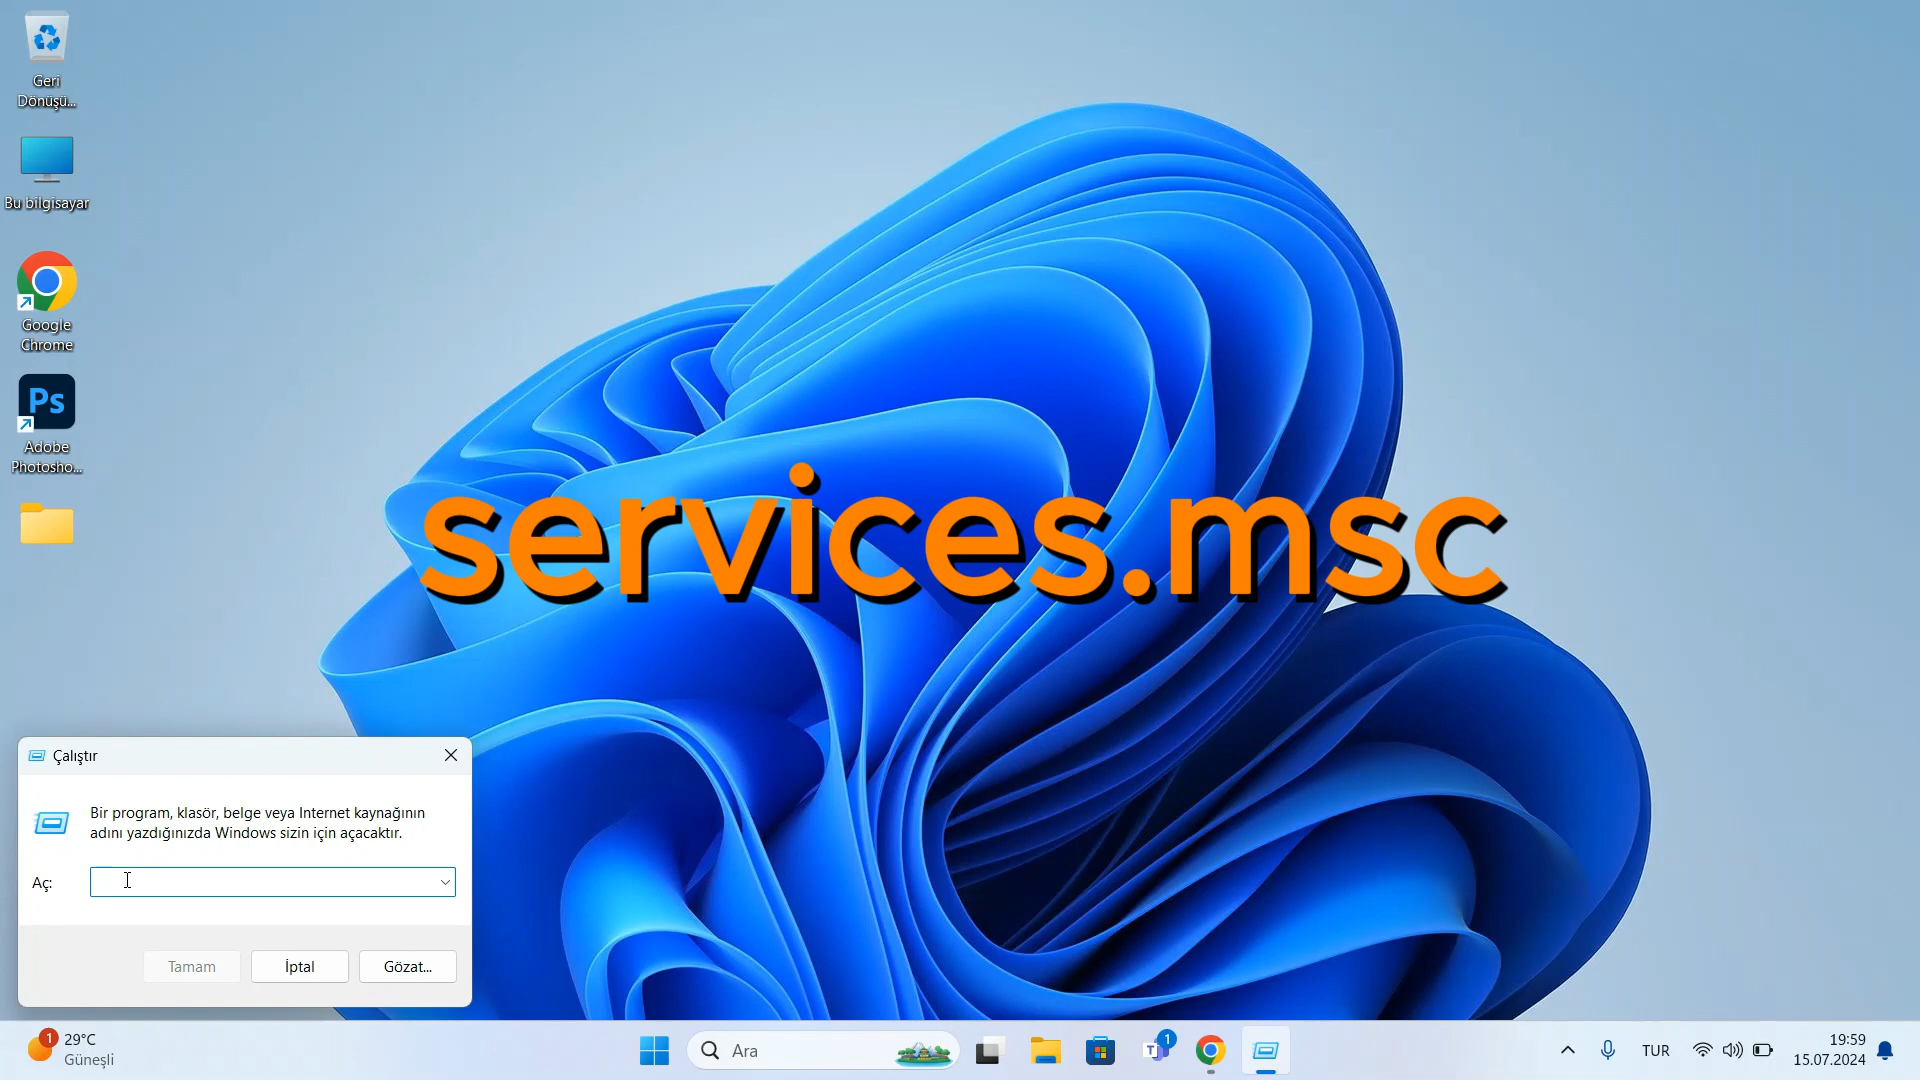 Geri
Dönüşü...
Bu bilgisayar
Google
Chrome
Ps
Adobe
Photosho...
services.msc
Çalıştır
Bir program, klasör, belge veya Internet kaynağının
adını yazdığınızda Windows sizin için açacaktır.
Aç:
Tamam
İptal
Gözat...
1
29°C
Güneşli
Ara
T
1
TUR
19:59
15.07.2024